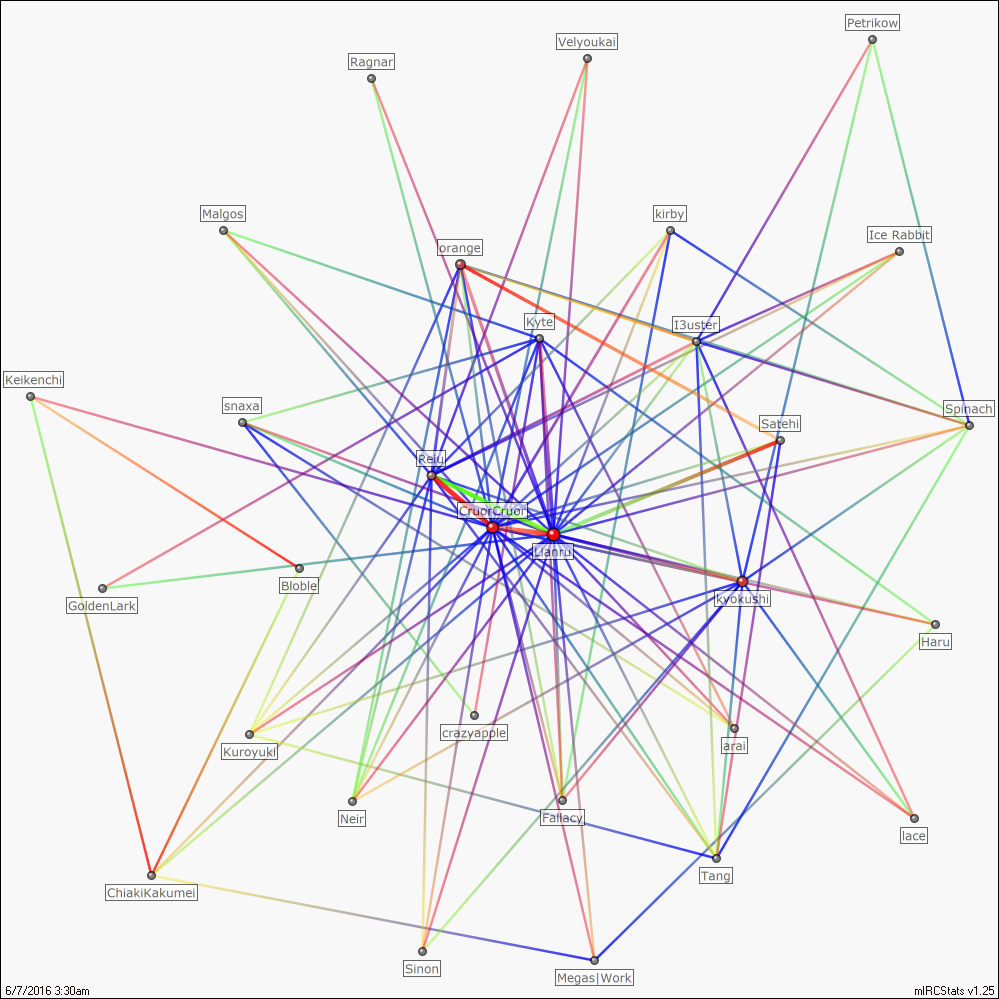 Petrikow
Velyoukai
Ragnar
Malgos
kirby
Ice Rabbit
orange
Kyte
I3uster
Keikenchi
snaxa
Spinach
Satehi
Reiu
CruorCruor
Lianru
Bloble
GoldenLark
kyokushi
Haru
crazyapple
arai
Kuroyuki
Neir
Fallacy
lace
Tang
ChiakiKakumei
Sinon
Megas|Work
6/7/2016 3:30am
mIRCStats v1.25